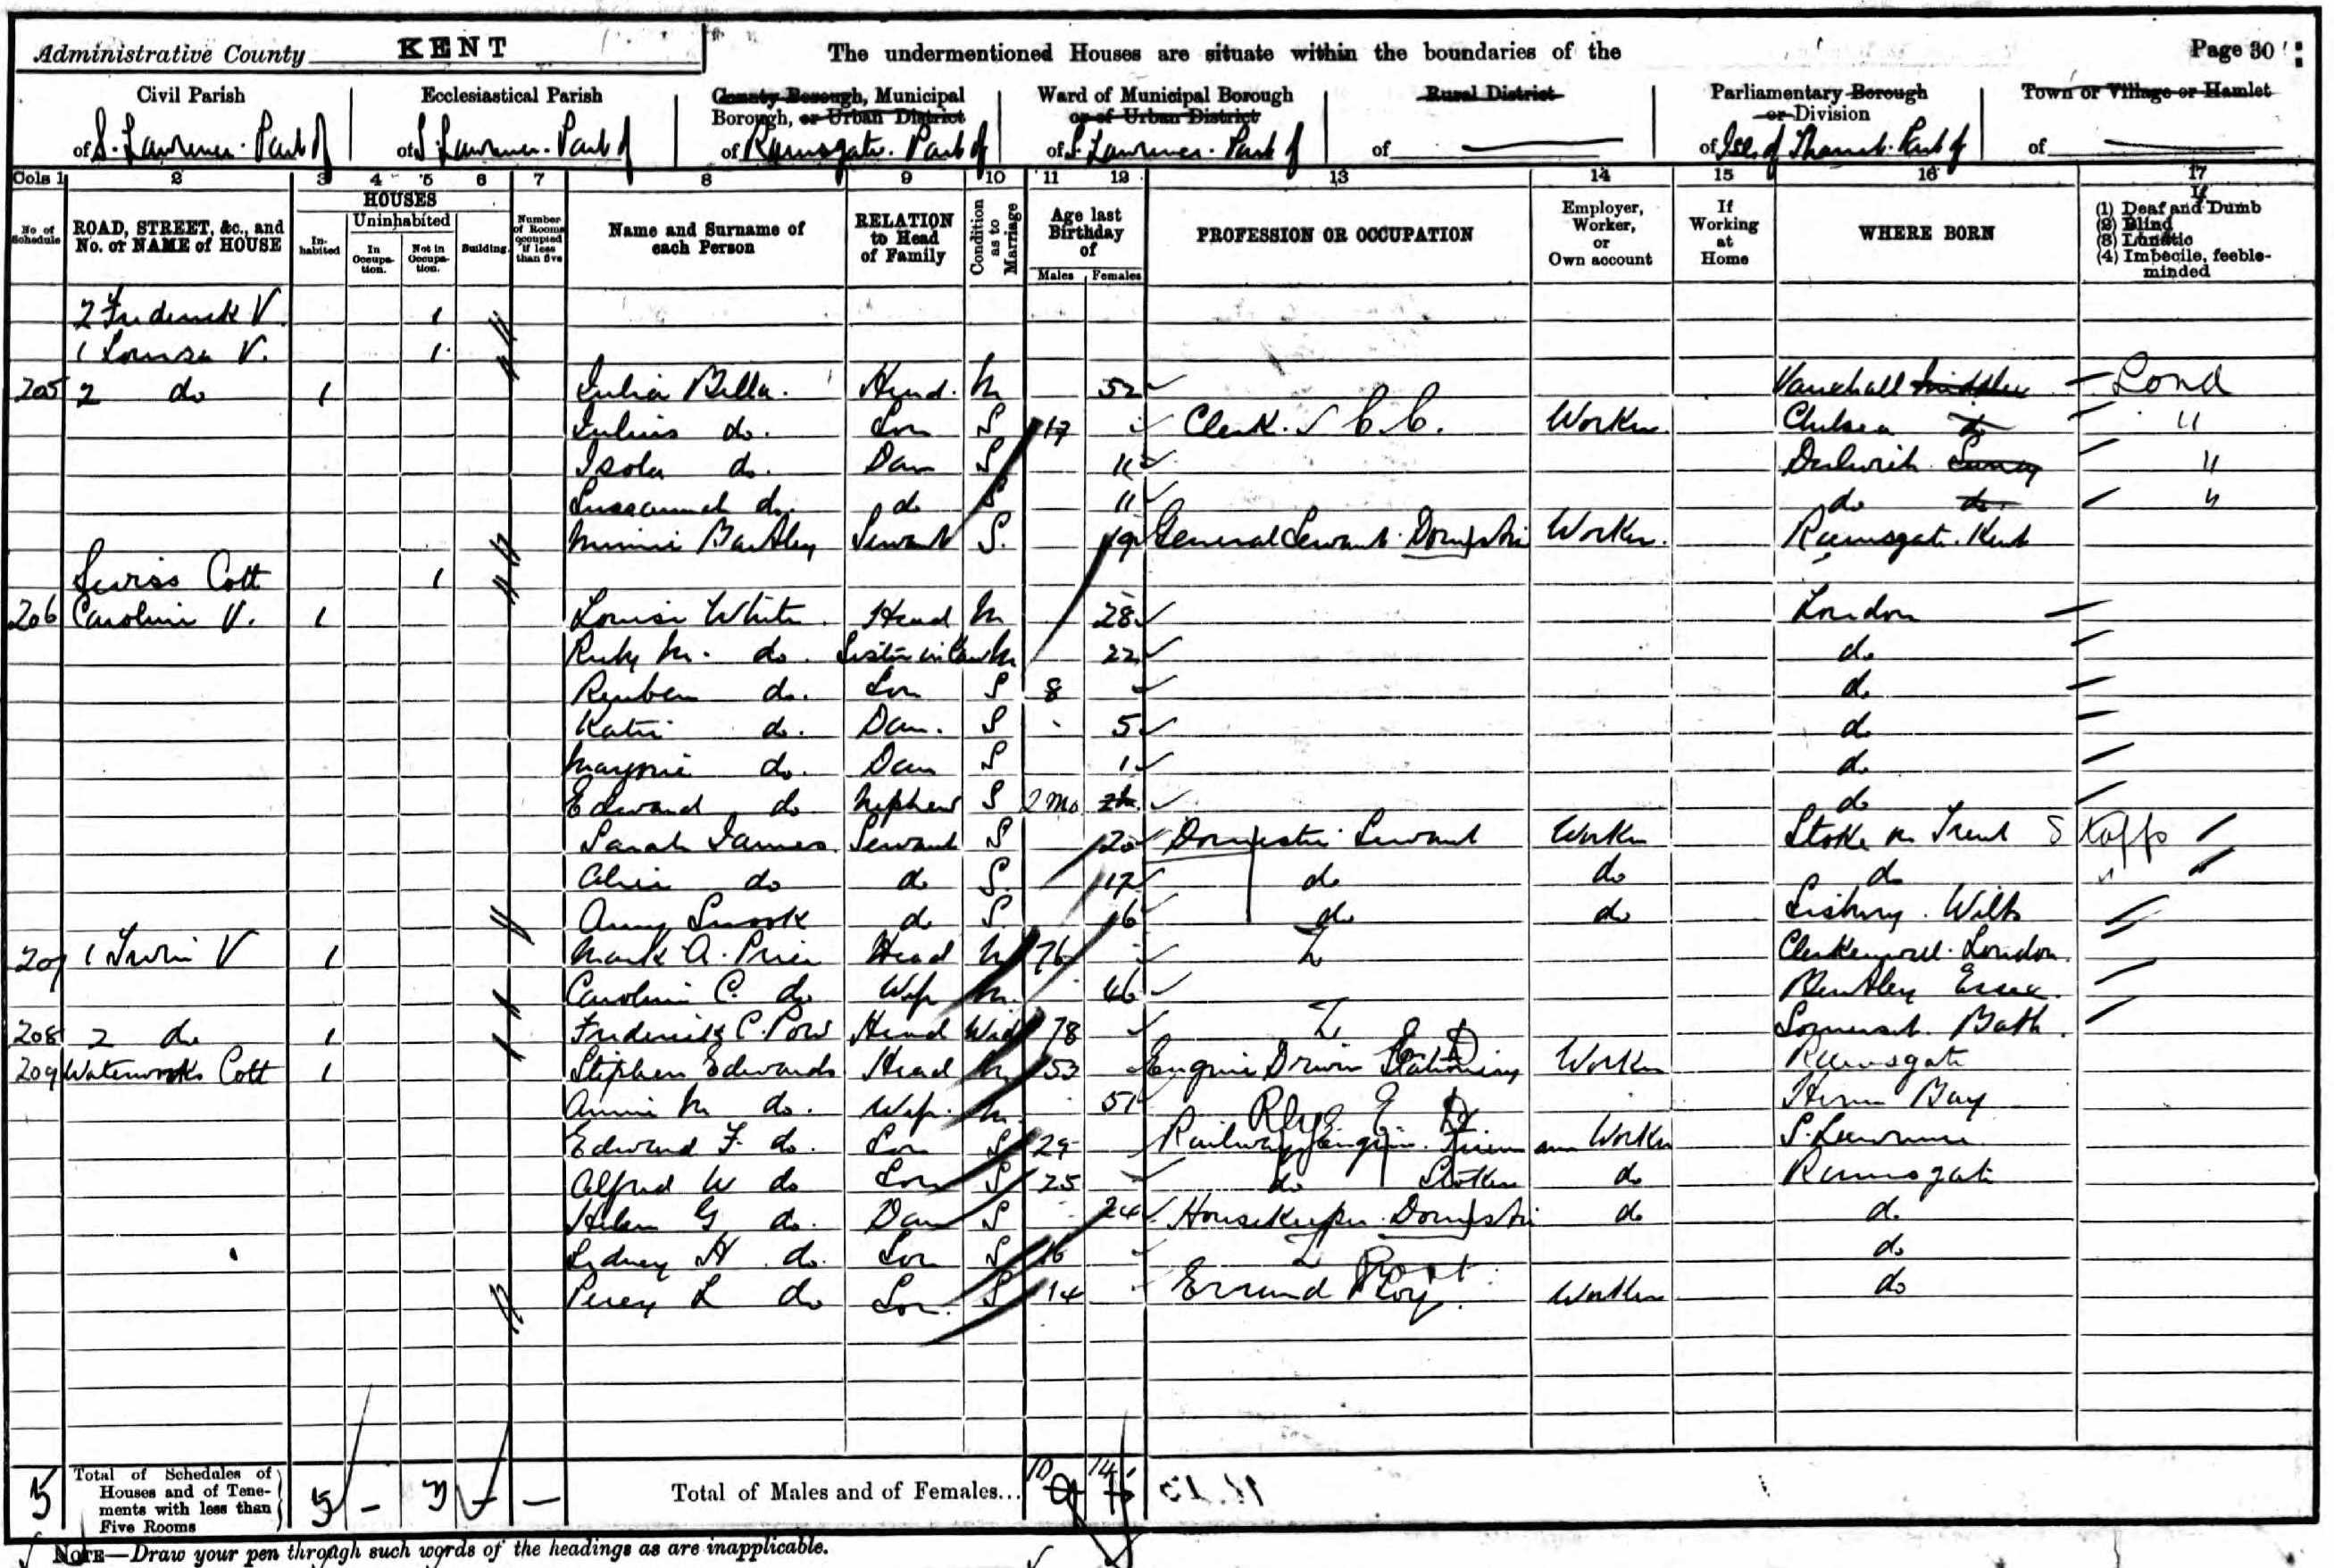 Administrative County KENT The undermentioned Houses are situate within the boundaries of the Page 30
Civil Parish Ecclesiastical Parish County Borough, Municipal Borough, or Urban District Ward of Municipal Borough or of Urban District Rural District Parliamentary Borough or Division Town or Village or Hamlet
of S. Lawrence. Part of of S. Lawrence. Part of of Ramsgate. Part of of S. Lawrence. Part of of of Isle of Thanet. Part of of
Cols 1 2 3 4 5 6 7 8 9 10 11 12 13 14 15 16 17
No of Schedule ROAD, STREET, &c., and No. or NAME of HOUSE HOUSES Inhabited Uninhabited In Occupation. Not in Occupation. Building Number of Rooms occupied if less than five Name and Surname of each Person RELATION to Head of Family Condition as to Marriage Age last Birthday of Males Females PROFESSION OR OCCUPATION Employer, Worker, or Own account If Working at Home WHERE BORN If (1) Deaf and Dumb (2) Blind (3) Lunatic (4) Imbecile, feeble-minded
2 Frederick V. 1
1 Louisa V. 1
205 2 do 1 Julia Bella. Head. M 52 Vauxhall Middlex Lond
Julius do. Son S 17 Clerk. C.C. Worker. Chelsea do "
Isola do. Dau S 11 Dulwich Surrey "
do. do S 11 do do "
Minnie Bartley Servant S. 19 General Servant. Domestic Worker. Ramsgate. Kent
Swiss Cott 1
206 Caroline V. 1 Louise White. Head M 28 London
Ruby M. do. Sister in Law M 22 do
Reuben do. Son S 8 do
Katie do. Dau. S 5 do
Marjorie do. Dau S 1 do
Edward do Nephew S 2 mo do
Sarah James. Servant S 20 Domestic Servant Worker Stoke on Trent Staffs
Alice do do S. 17 do do do "
Amy Snook do S. 16 do do Tisbury. Wilts
207 1 Irvin V 1 Mark A. Price Head M 76 Clerkenwell. London.
Caroline C. do Wife M. 46 Bentley Essex.
208 2 do 1 Frederick C. Pow Head Wid 78 Somerset. Bath.
209 Waterworks Cott 1 Stephen Edwards Head M 53 Engine Driver Stationary E D Worker Ramsgate
Annie M do. Wife. M. 51 Herne Bay
Edward F. do. Son S 29 Railway Engine. Fireman Rly E D Worker S. Lawrence
Alfred W do Son S 25 do Stoker do Ramsgate
Helen G do. Dau S 24 Housekeeper. Domestic do do
Sydney H. do. Son S 16 do
Percy L do Son. S 14 Errand Boy. Port Worker do
5 Total of Schedules of Houses and of Tenements with less than Five Rooms 5 – 3 – – Total of Males and of Females... 10 14
NOTE—Draw your pen through such words of the headings as are inapplicable.